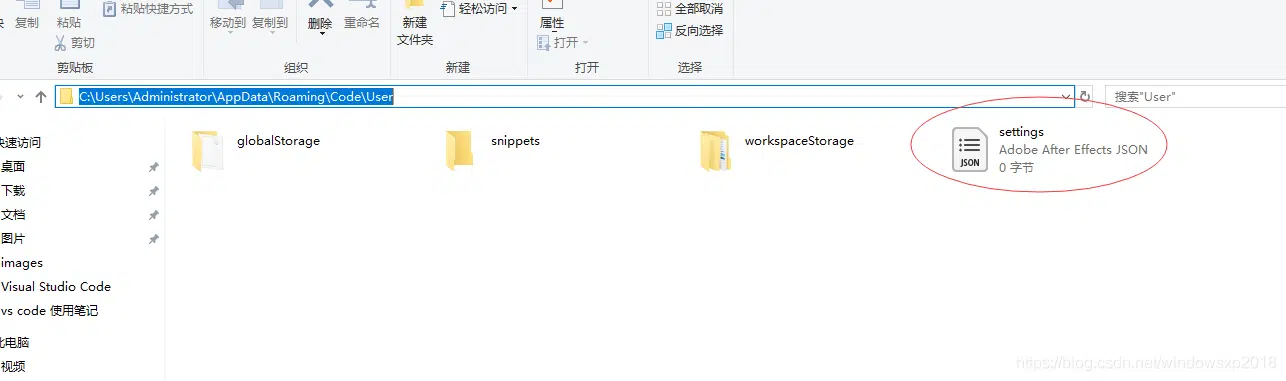 复制
粘贴
粘贴快捷方式
剪切
剪贴板
移动到
复制到
删除
重命名
组织
新建
文件夹
轻松访问
新建
属性
打开
打开
全部取消
反向选择
选择
C:\Users\Administrator\AppData\Roaming\Code\User
搜索"User"
快速访问
桌面
下载
文档
图片
images
Visual Studio Code
vs code 使用笔记
此电脑
视频
globalStorage
snippets
workspaceStorage
JSON
settings
Adobe After Effects JSON
0 字节
https://blog.csdn.net/windowsxp2018